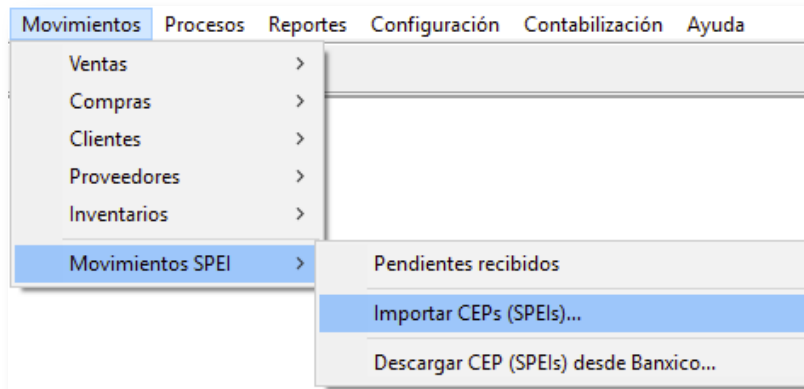 Movimientos Procesos Reportes Configuración Contabilización Ayuda
Ventas
Compras
Clientes
Proveedores
Inventarios
Movimientos SPEI
Pendientes recibidos
Importar CEPs (SPEIs)...
Descargar CEP (SPEIs) desde Banxico...